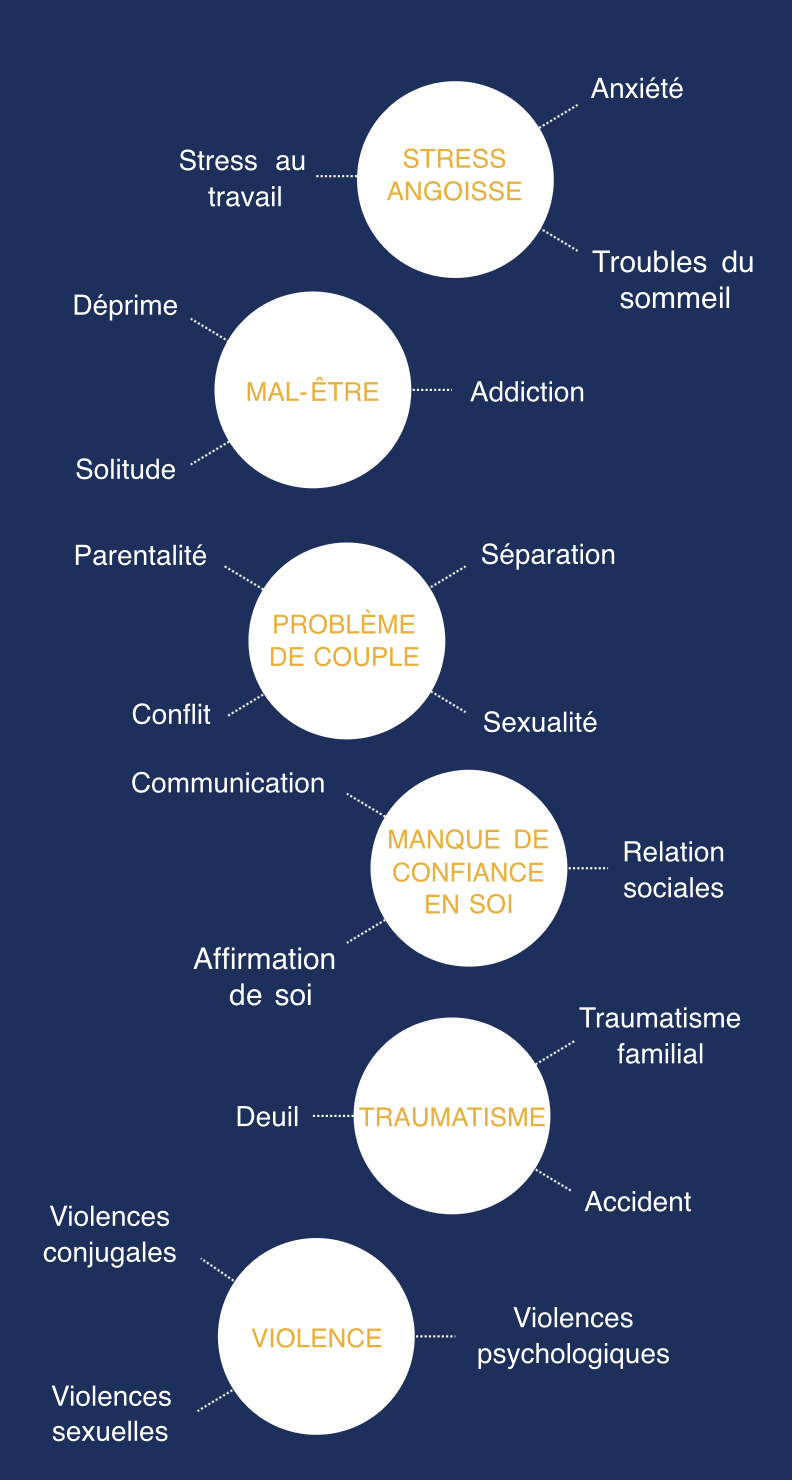 Anxiété
STRESS
ANGOISSE
Stress au
travail
Troubles du
sommeil
Déprime
MAL-ÊTRE
Addiction
Solitude
Parentalité
Séparation
PROBLÈME
DE COUPLE
Conflit
Sexualité
Communication
MANQUE DE
CONFIANCE
EN SOI
Relation
sociales
Affirmation
de soi
Traumatisme
familial
Deuil
TRAUMATISME
Accident
Violences
conjugales
VIOLENCE
Violences
psychologiques
Violences
sexuelles